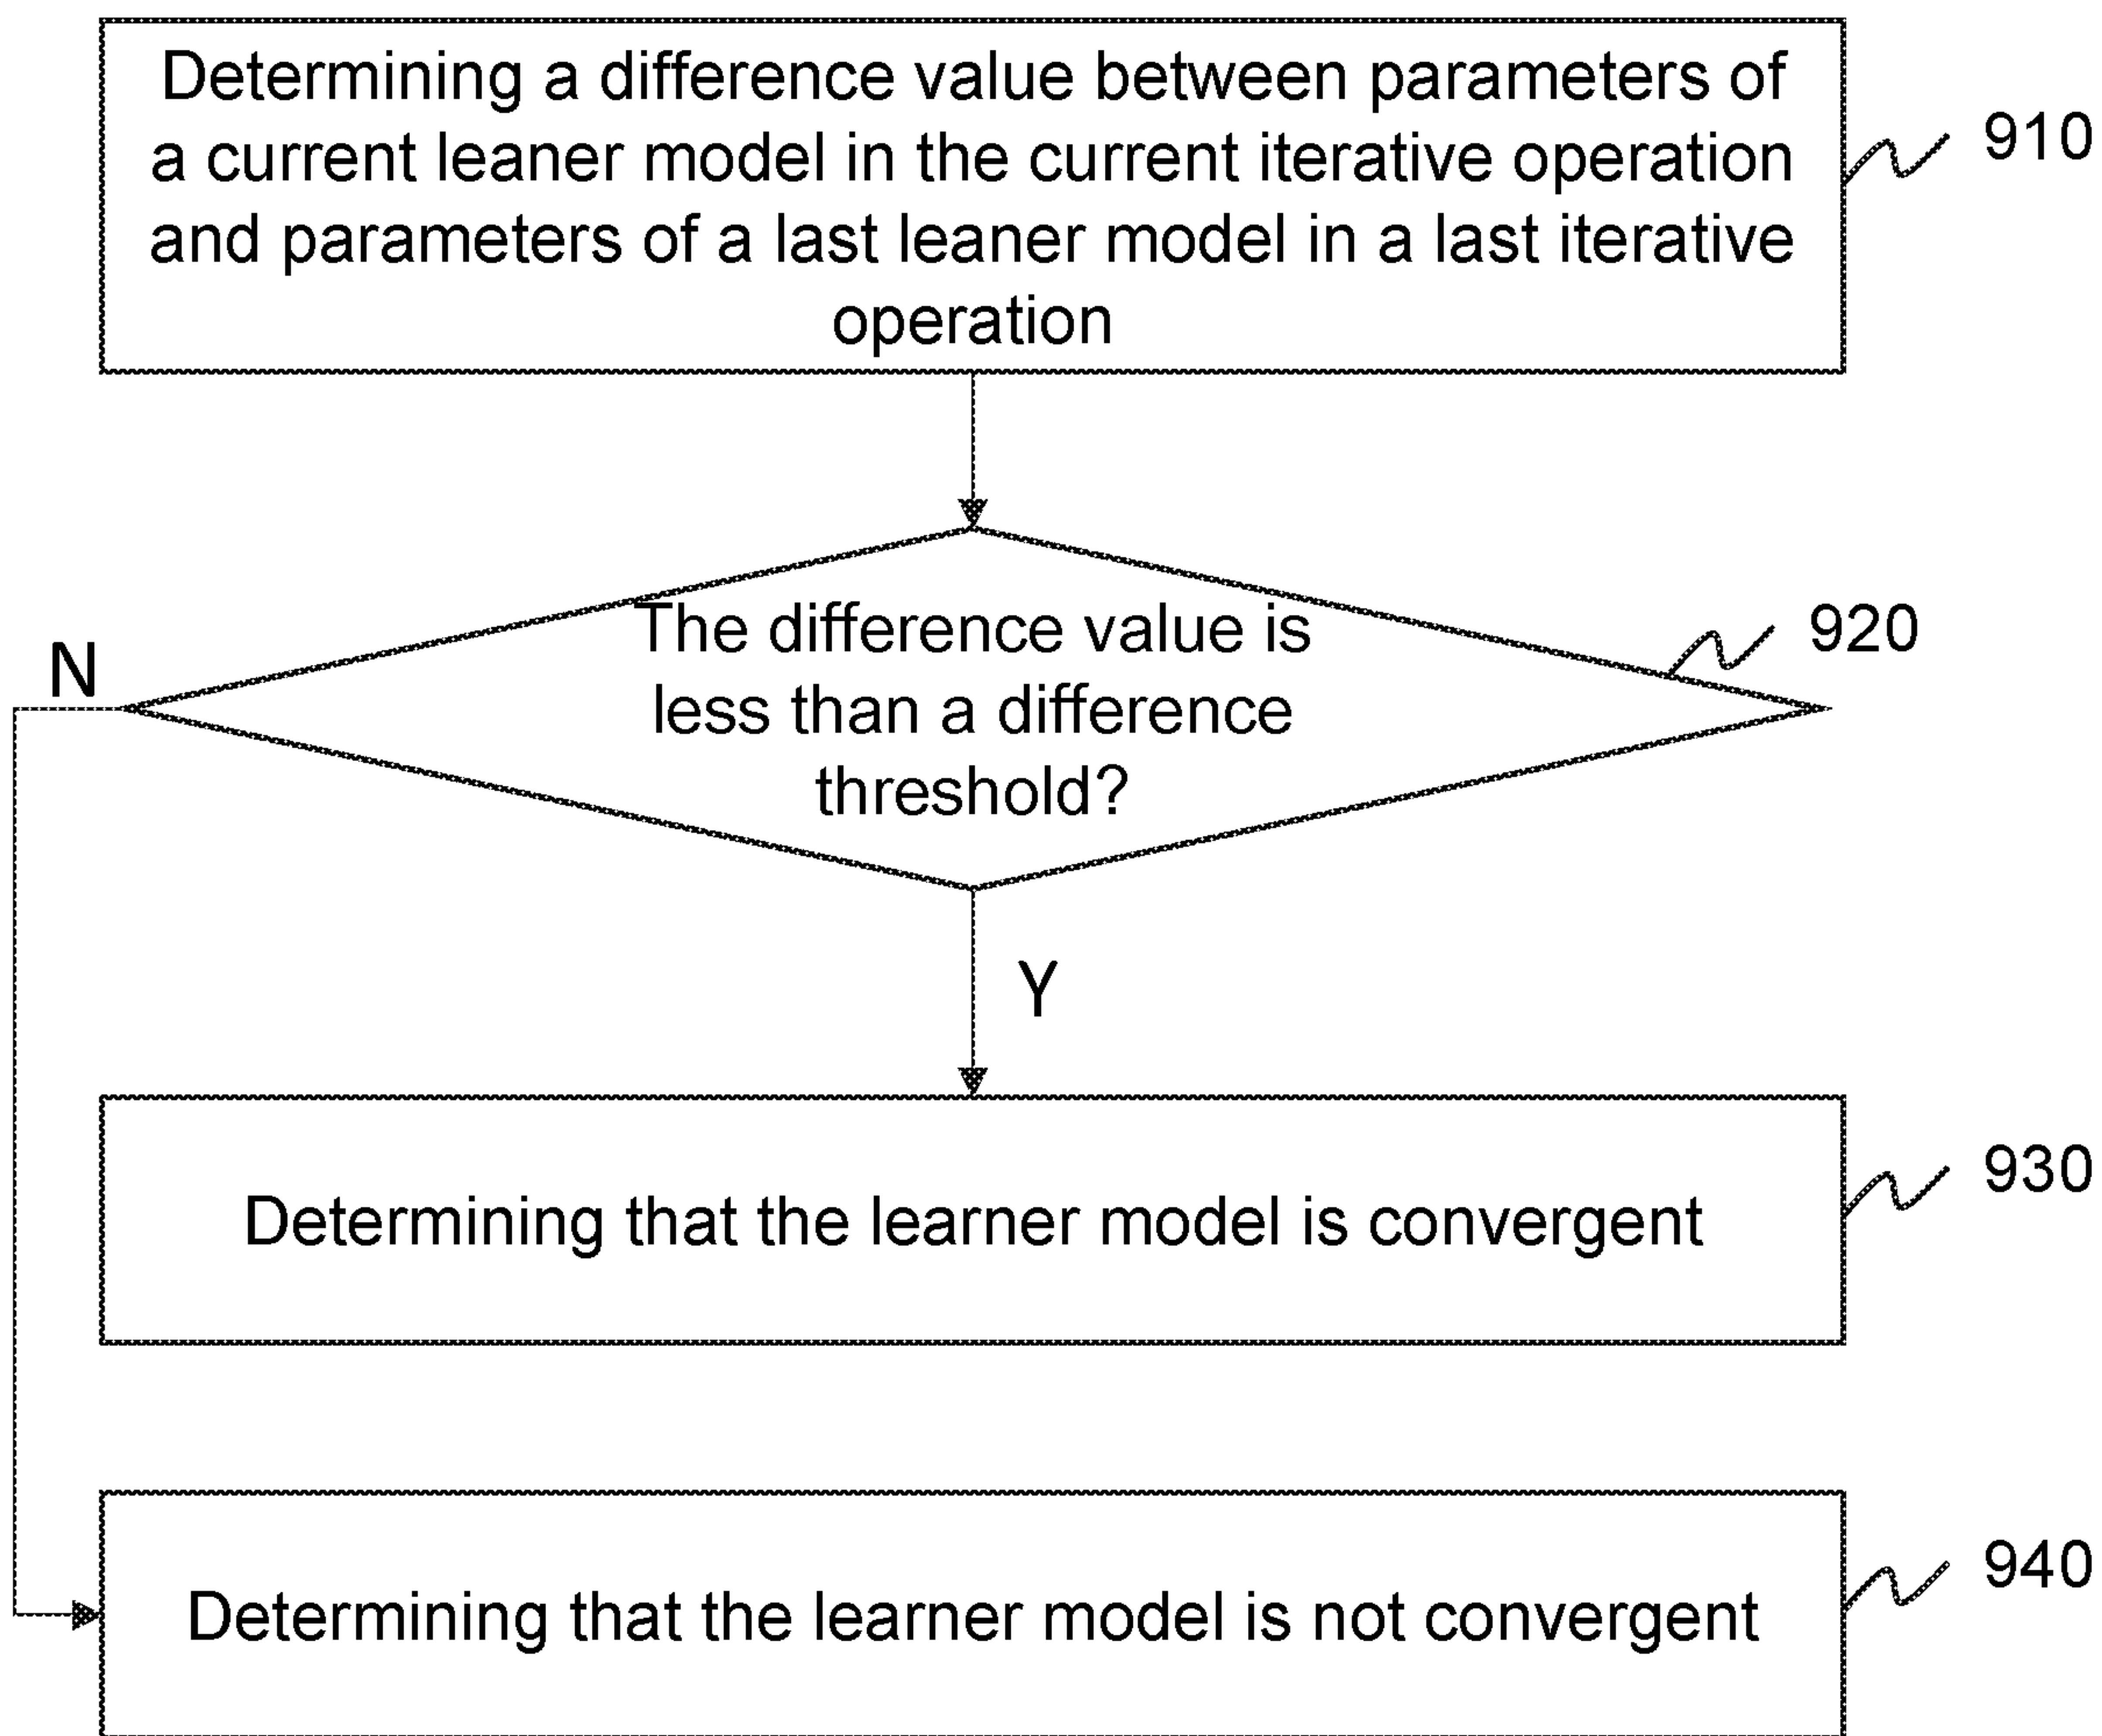 Determining a difference value between parameters of
a current leaner model in the current iterative operation
and parameters of a last leaner model in a last iterative
operation
910
The difference value is
less than a difference
threshold?
920
N
Y
Determining that the learner model is convergent
930
Determining that the learner model is not convergent
940